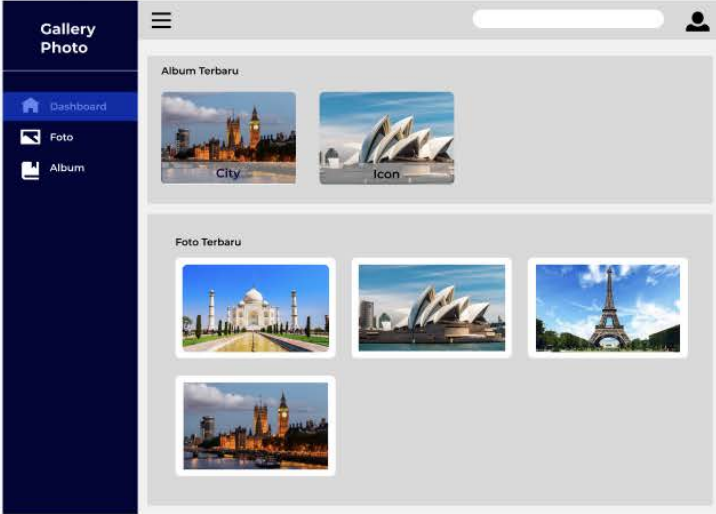 Gallery
Photo
Dashboard
Foto
Album
Album Terbaru
City
Icon
Foto Terbaru